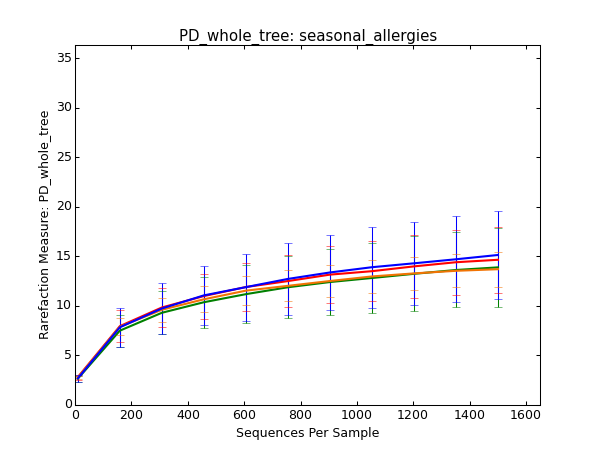 PD_whole_tree: seasonal_allergies
Rarefaction Measure: PD_whole_tree
35
30
25
20
15
10
5
0
0 200 400 600 800 1000 1200 1400 1600
Sequences Per Sample